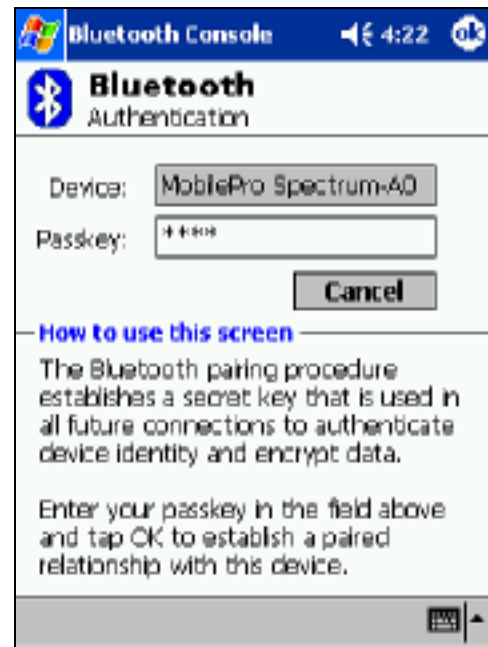 Bluetooth Console 4:22 ok
Bluetooth
Authentication
Device: MobilePro Spectrum-A0
Passkey: ****
Cancel
How to use this screen
The Bluetooth pairing procedure
establishes a secret key that is used in
all future connections to authenticate
device identity and encrypt data.
Enter your passkey in the field above
and tap OK to establish a paired
relationship with this device.